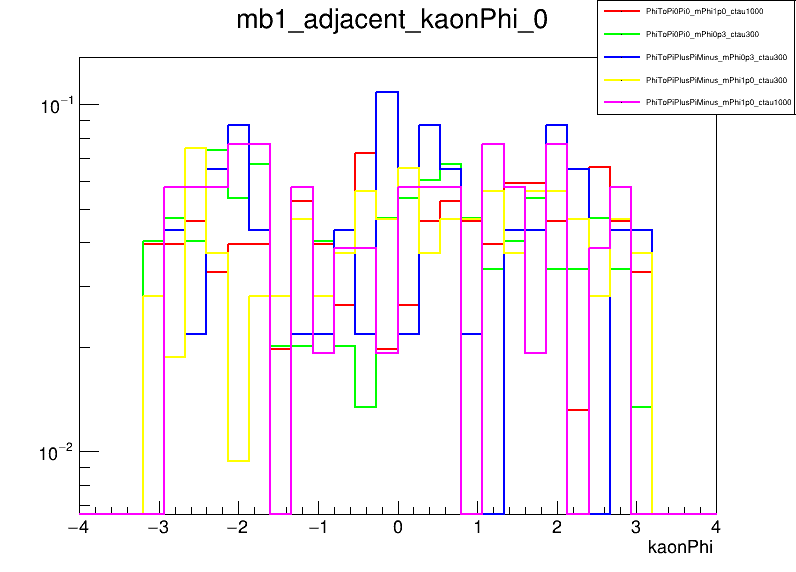 mb1_adjacent_kaonPhi_0
PhiToPi0Pi0_mPhi1p0_ctau1000
PhiToPi0Pi0_mPhi0p3_ctau300
PhiToPiPlusPiMinus_mPhi0p3_ctau300
PhiToPiPlusPiMinus_mPhi1p0_ctau300
PhiToPiPlusPiMinus_mPhi1p0_ctau1000
10⁻¹
10⁻²
−4 −3 −2 −1 0 1 2 3 4
kaonPhi